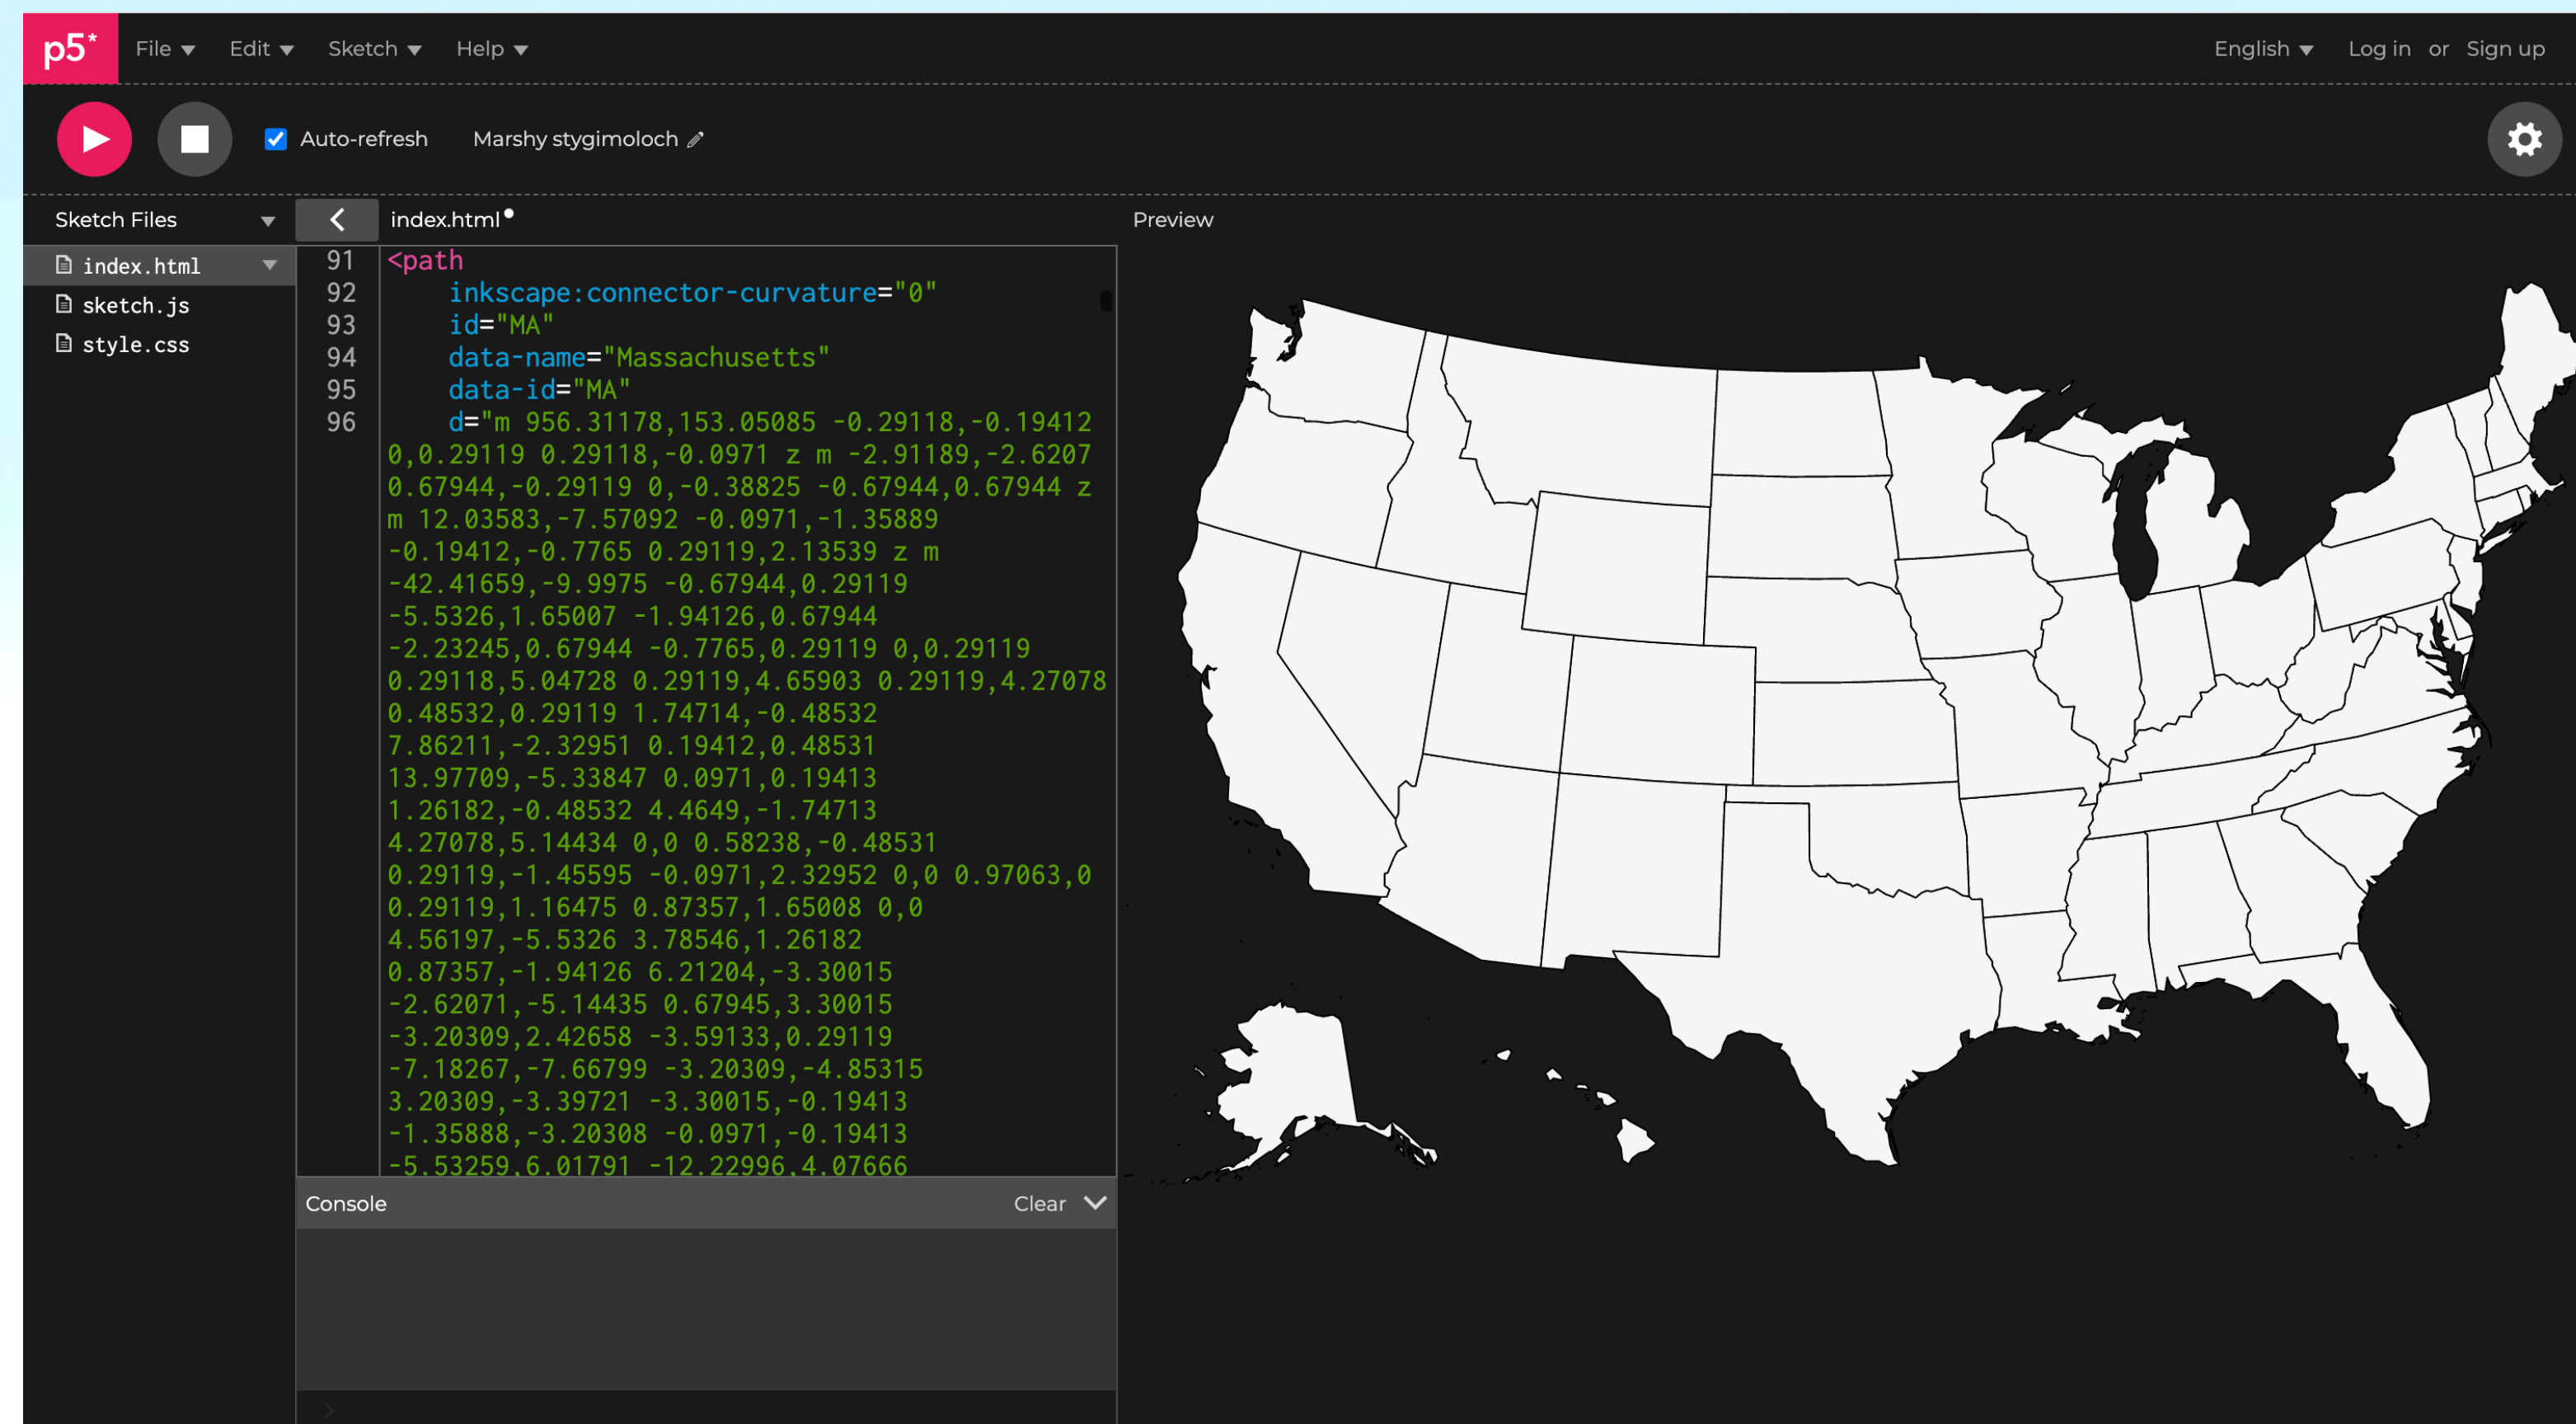 p5* File Edit Sketch Help English Log in or Sign up
Auto-refresh Marshy stygimoloch
Sketch Files
index.html
sketch.js
style.css
index.html
Preview
91 <path
92 inkscape:connector-curvature="0"
93 id="MA"
94 data-name="Massachusetts"
95 data-id="MA"
96 d="m 956.31178,153.05085 -0.29118,-0.19412
0,0.29119 0.29118,-0.0971 z m -2.91189,-2.6207
0.67944,-0.29119 0,-0.38825 -0.67944,0.67944 z
m 12.03583,-7.57092 -0.0971,-1.35889
-0.19412,-0.7765 0.29119,2.13539 z m
-42.41659,-9.9975 -0.67944,0.29119
-5.5326,1.65007 -1.94126,0.67944
-2.23245,0.67944 -0.7765,0.29119 0,0.29119
0.29118,5.04728 0.29119,4.65903 0.29119,4.27078
0.48532,0.29119 1.74714,-0.48532
7.86211,-2.32951 0.19412,0.48531
13.97709,-5.33847 0.0971,0.19413
1.26182,-0.48532 4.4649,-1.74713
4.27078,5.14434 0,0 0.58238,-0.48531
0.29119,-1.45595 -0.0971,2.32952 0,0 0.97063,0
0.29119,1.16475 0.87357,1.65008 0,0
4.56197,-5.5326 3.78546,1.26182
0.87357,-1.94126 6.21204,-3.30015
-2.62071,-5.14435 0.67945,3.30015
-3.20309,2.42658 -3.59133,0.29119
-7.18267,-7.66799 -3.20309,-4.85315
3.20309,-3.39721 -3.30015,-0.19413
-1.35888,-3.20308 -0.0971,-0.19413
-5.53259,6.01791 -12.22996,4.07666
Console Clear